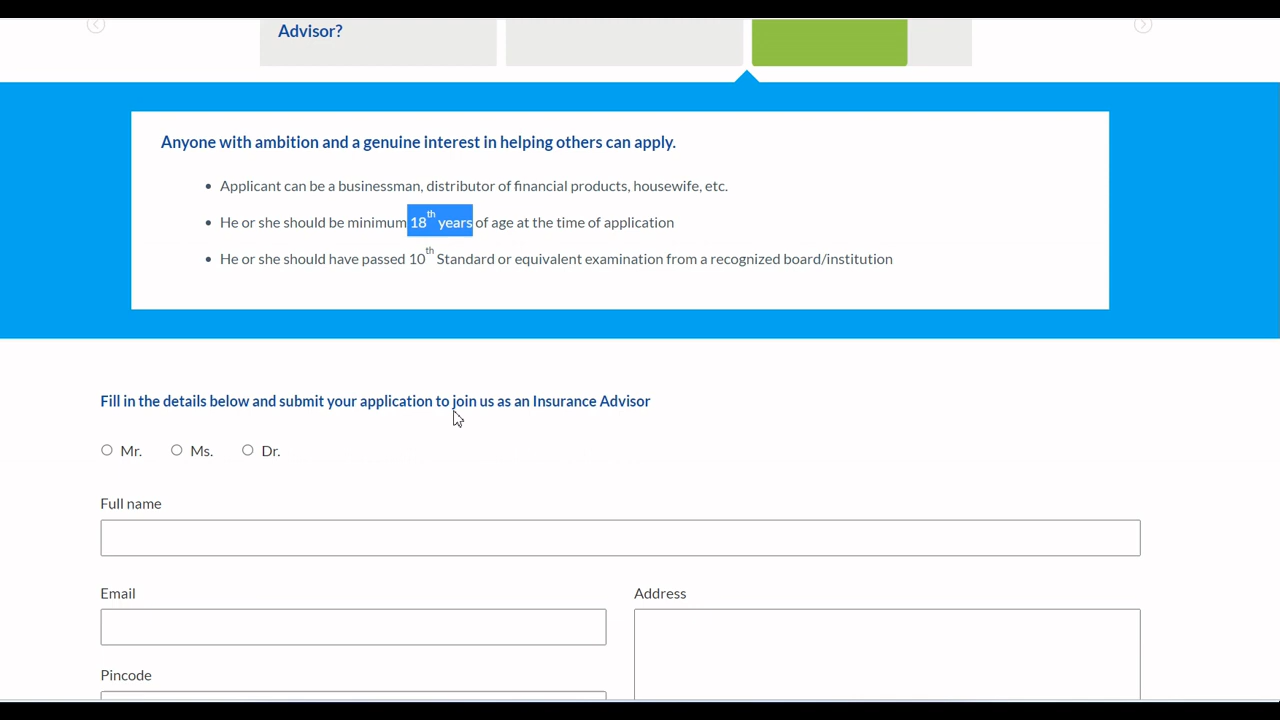 Advisor?
Anyone with ambition and a genuine interest in helping others can apply.
• Applicant can be a businessman, distributor of financial products, housewife, etc.
• He or she should be minimum 18th years of age at the time of application
• He or she should have passed 10th Standard or equivalent examination from a recognized board/institution
Fill in the details below and submit your application to join us as an Insurance Advisor
Mr. Ms. Dr.
Full name
Email Address
Pincode